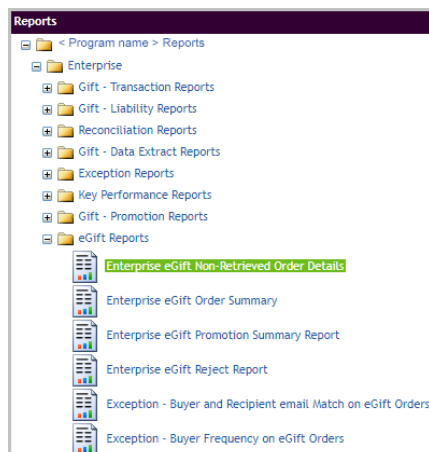 Reports
< Program name > Reports
Enterprise
Gift - Transaction Reports
Gift - Liability Reports
Reconciliation Reports
Gift - Data Extract Reports
Exception Reports
Key Performance Reports
Gift - Promotion Reports
eGift Reports
Enterprise eGift Non-Retrieved Order Details
Enterprise eGift Order Summary
Enterprise eGift Promotion Summary Report
Enterprise eGift Reject Report
Exception - Buyer and Recipient email Match on eGift Orders
Exception - Buyer Frequency on eGift Orders